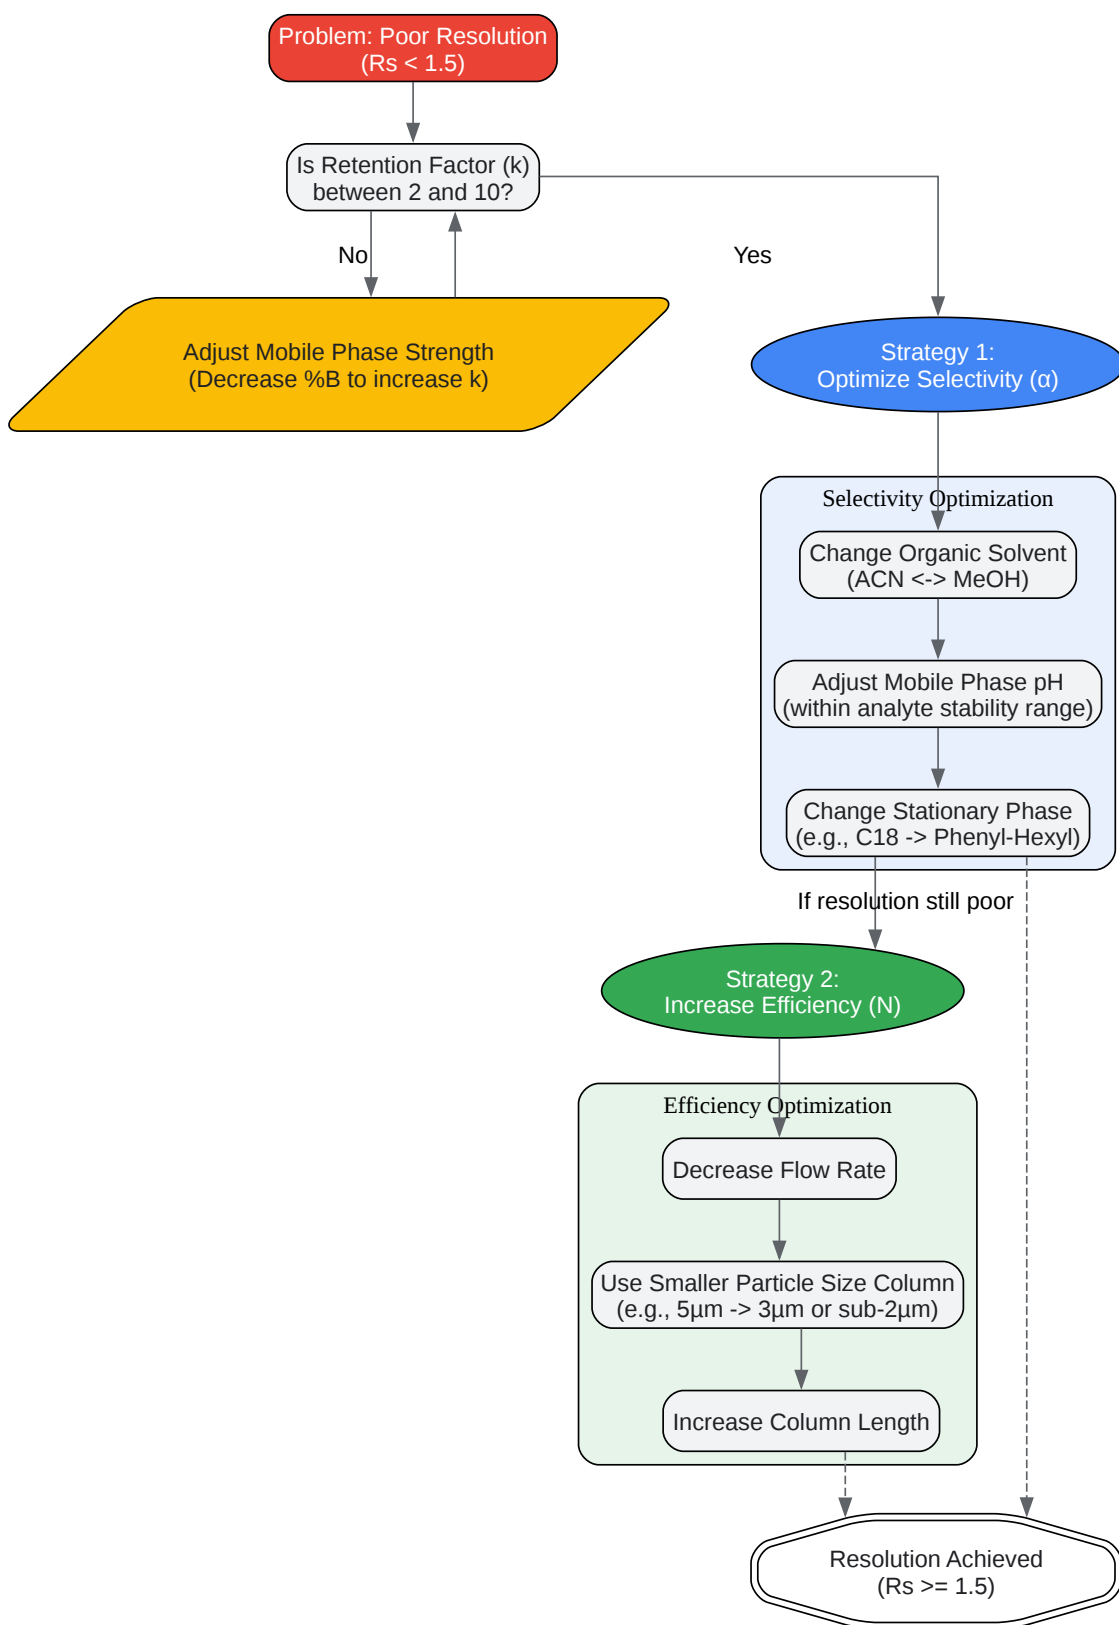 Problem: Poor Resolution
(Rs < 1.5)
Is Retention Factor (k)
between 2 and 10?
No
Yes
Adjust Mobile Phase Strength
(Decrease %B to increase k)
Strategy 1:
Optimize Selectivity (α)
Selectivity Optimization
Change Organic Solvent
(ACN <-> MeOH)
Adjust Mobile Phase pH
(within analyte stability range)
Change Stationary Phase
(e.g., C18 -> Phenyl-Hexyl)
If resolution still poor
Strategy 2:
Increase Efficiency (N)
Efficiency Optimization
Decrease Flow Rate
Use Smaller Particle Size Column
(e.g., 5µm -> 3µm or sub-2µm)
Increase Column Length
Resolution Achieved
(Rs >= 1.5)